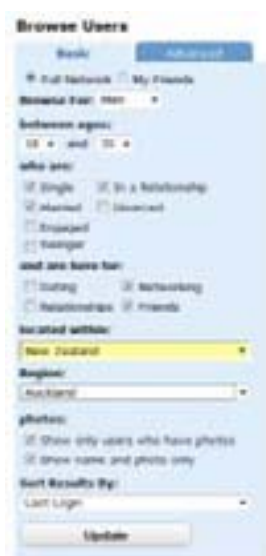 Browse Users
Basic Advanced
Full Network My Friends
Browse For: Men
between ages:
18 and 35
who are:
Single In a Relationship
Married Divorced
Engaged
Swinger
and are here for:
Dating Networking
Relationships Friends
located within:
New Zealand
Region:
Auckland
photos:
Show only users who have photos
Show name and photo only
Sort Results By:
Last Login
Update